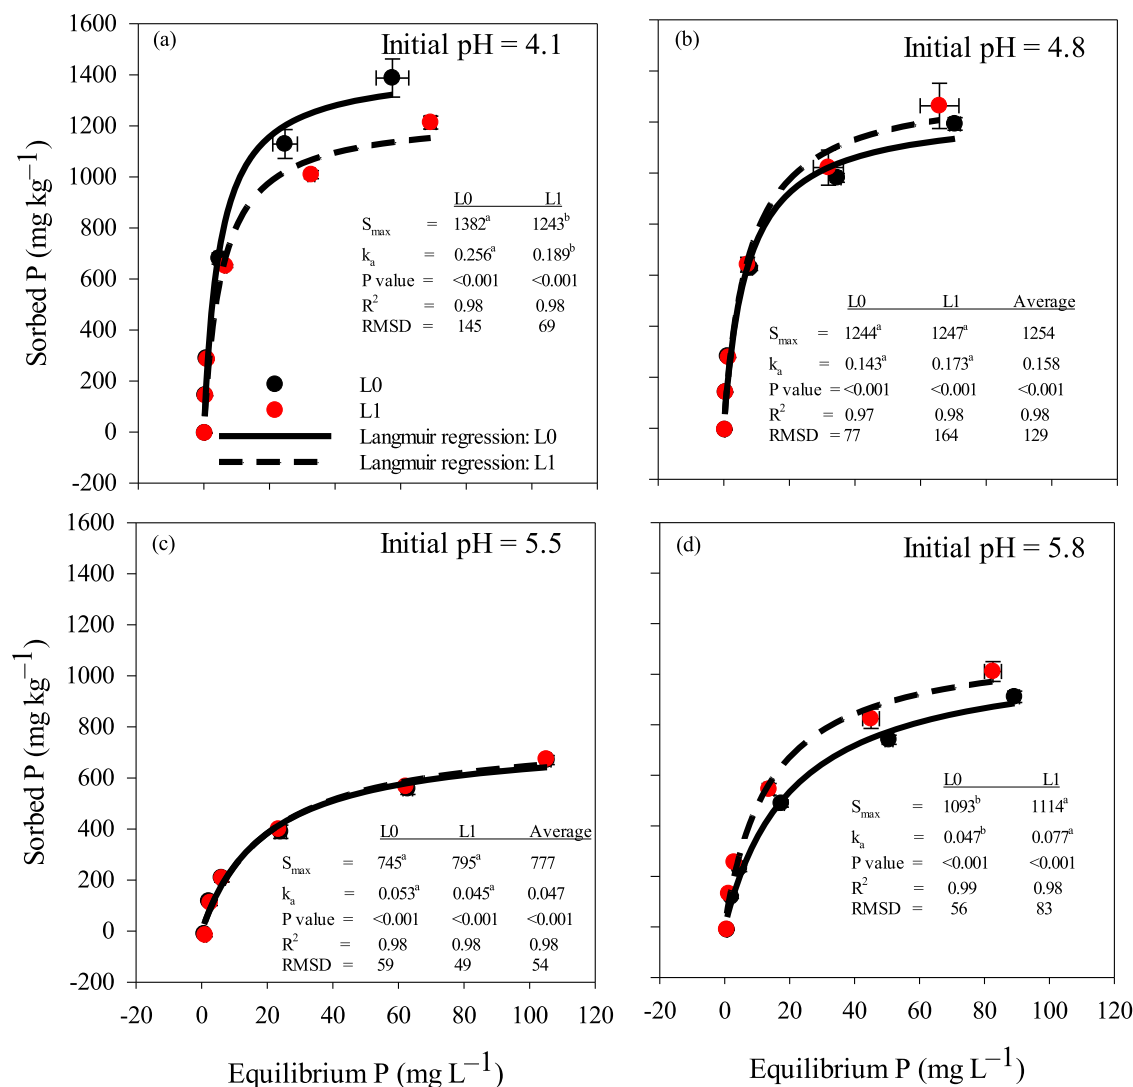 (a) Initial pH = 4.1
1600
1400
1200
1000
800
600
400
200
0
-200
Sorbed P (mg kg⁻¹)
L0 L1
Smax = 1382ᵃ 1243ᵇ
ka = 0.256ᵃ 0.189ᵇ
P value = <0.001 <0.001
R² = 0.98 0.98
RMSD = 145 69
L0
L1
Langmuir regression: L0
Langmuir regression: L1
(b) Initial pH = 4.8
L0 L1 Average
Smax = 1244ᵃ 1247ᵃ 1254
ka = 0.143ᵃ 0.173ᵃ 0.158
P value = <0.001 <0.001 <0.001
R² = 0.97 0.98 0.98
RMSD = 77 164 129
(c) Initial pH = 5.5
1600
1400
1200
1000
800
600
400
200
0
-200
Sorbed P (mg kg⁻¹)
L0 L1 Average
Smax = 745ᵃ 795ᵃ 777
ka = 0.053ᵃ 0.045ᵃ 0.047
P value = <0.001 <0.001 <0.001
R² = 0.98 0.98 0.98
RMSD = 59 49 54
-20 0 20 40 60 80 100 120
Equilibrium P (mg L⁻¹)
(d) Initial pH = 5.8
L0 L1
Smax = 1093ᵇ 1114ᵃ
ka = 0.047ᵇ 0.077ᵃ
P value = <0.001 <0.001
R² = 0.99 0.98
RMSD = 56 83
-20 0 20 40 60 80 100 120
Equilibrium P (mg L⁻¹)